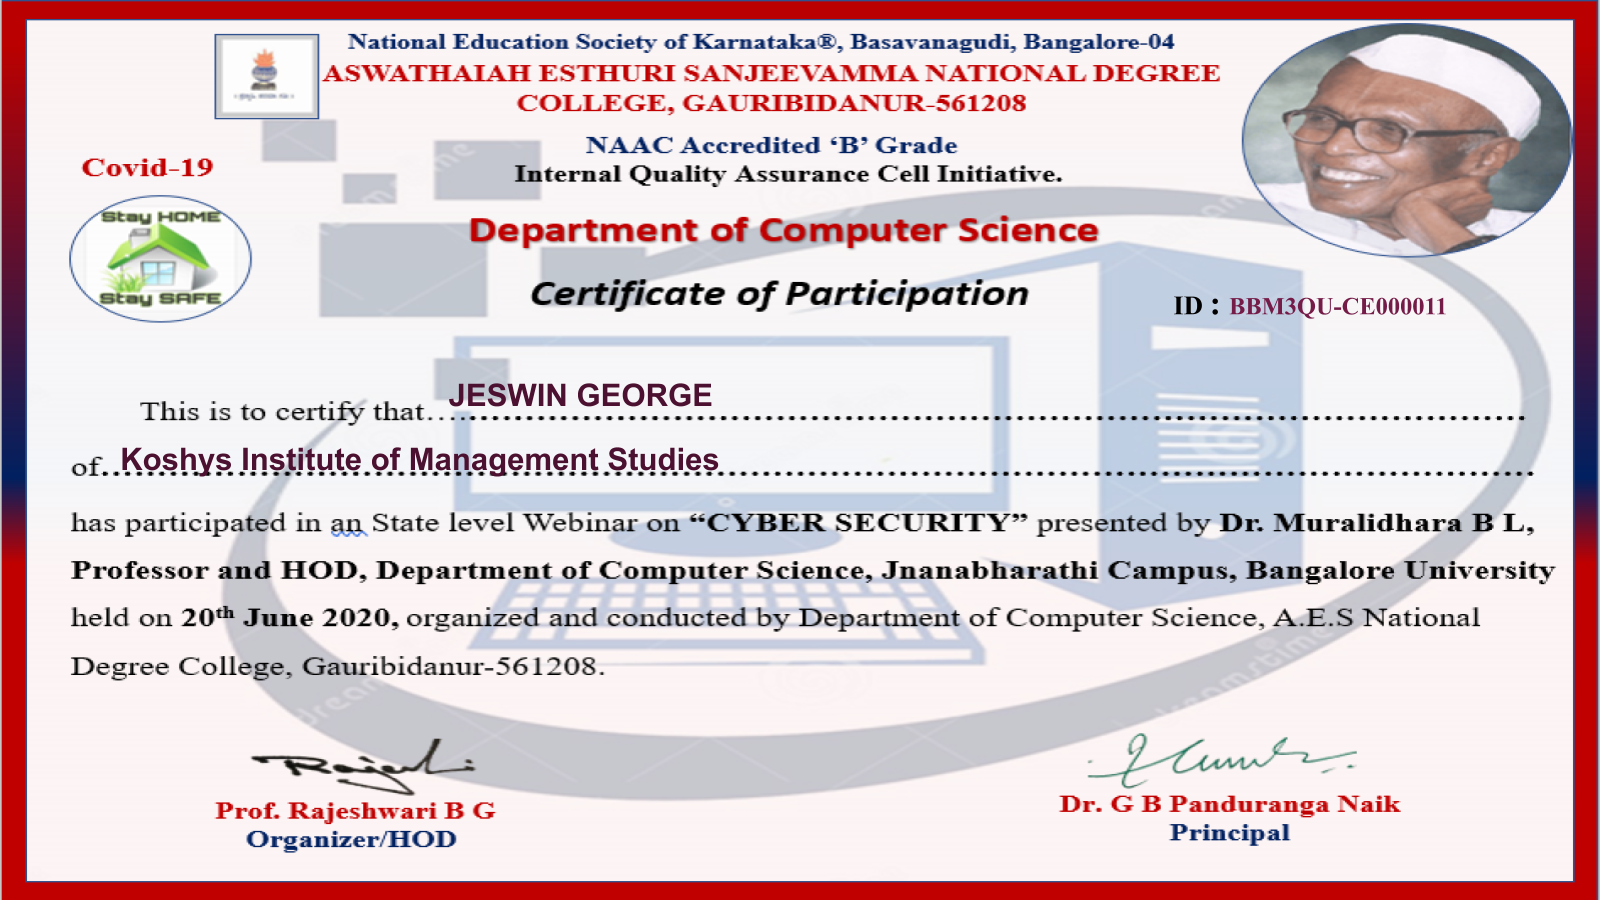 National Education Society of Karnataka®, Basavanagudi, Bangalore-04
ASWATHAIAH ESTHURI SANJEEVAMMA NATIONAL DEGREE
COLLEGE, GAURIBIDANUR-561208
NAAC Accredited ‘B’ Grade
Internal Quality Assurance Cell Initiative.
Covid-19
Stay HOME
Stay SAFE
Department of Computer Science
Certificate of Participation
ID : BBM3QU-CE000011
This is to certify that JESWIN GEORGE
of Koshys Institute of Management Studies
has participated in an State level Webinar on “CYBER SECURITY” presented by Dr. Muralidhara B L,
Professor and HOD, Department of Computer Science, Jnanabharathi Campus, Bangalore University
held on 20th June 2020, organized and conducted by Department of Computer Science, A.E.S National
Degree College, Gauribidanur-561208.
dreamstime
dreamstime
Prof. Rajeshwari B G
Organizer/HOD
Dr. G B Panduranga Naik
Principal